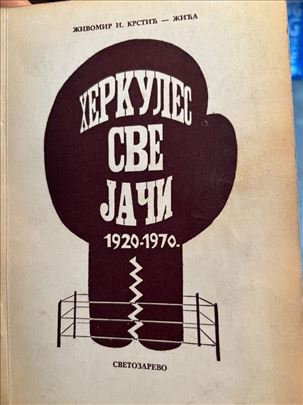 ЖИВОМИР И. КРСТИЋ — ЖИЋА
ХЕРКУЛЕС
СВЕ
ЈАЧИ
1920-1970.
СВЕТОЗАРЕВО